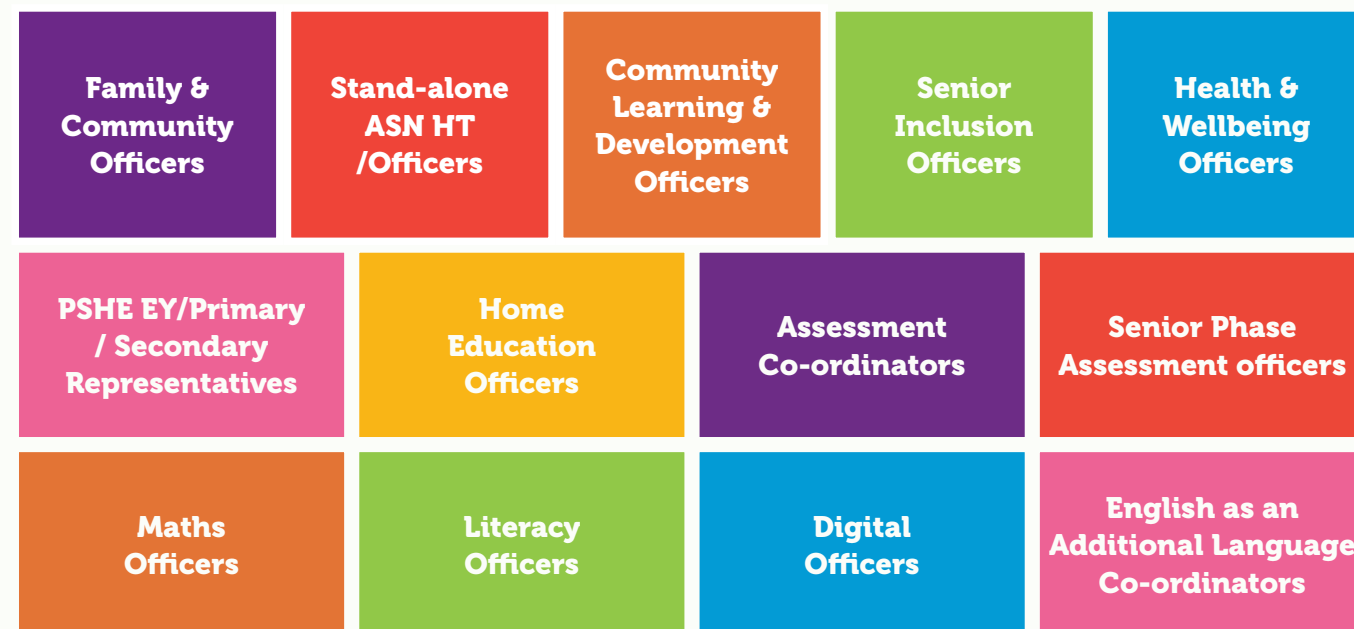 Family &
Community
Officers
Stand-alone
ASN HT
/Officers
Community
Learning &
Development
Officers
Senior
Inclusion
Officers
Health &
Wellbeing
Officers
PSHE EY/Primary
/ Secondary
Representatives
Home
Education
Officers
Assessment
Co-ordinators
Senior Phase
Assessment officers
Maths
Officers
Literacy
Officers
Digital
Officers
English as an
Additional Language
Co-ordinators